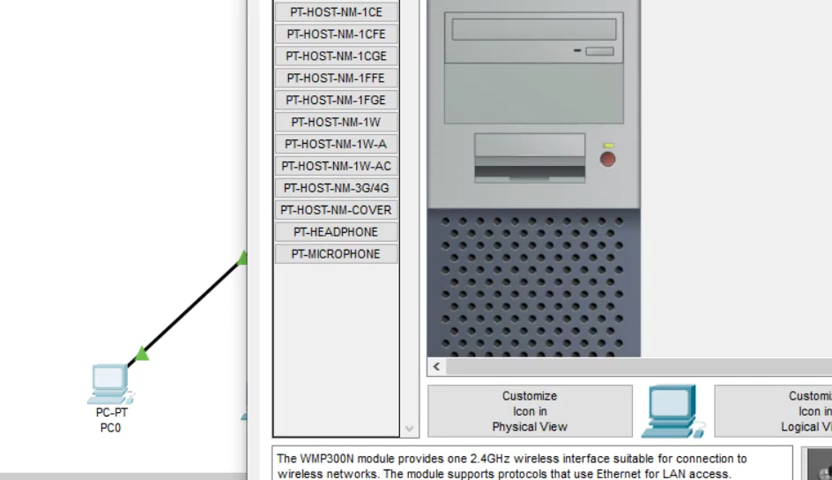 PT-HOST-NM-1CE
PT-HOST-NM-1CFE
PT-HOST-NM-1CGE
PT-HOST-NM-1FFE
PT-HOST-NM-1FGE
PT-HOST-NM-1W
PT-HOST-NM-1W-A
PT-HOST-NM-1W-AC
PT-HOST-NM-3G/4G
PT-HOST-NM-COVER
PT-HEADPHONE
PT-MICROPHONE
PC-PT
PC0
Customize
Icon in
Physical View
Customi
Icon in
Logical Vi
The WMP300N module provides one 2.4GHz wireless interface suitable for connection to
wireless networks. The module supports protocols that use Ethernet for LAN access.